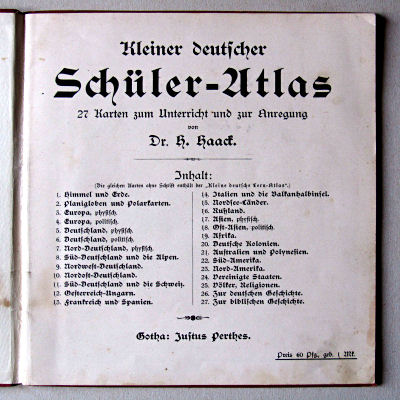 Kleiner deutscher
Schüler-Atlas
27 Karten zum Unterricht und zur Anregung
von
Dr. H. Haack.
Inhalt:
(Die gleichen Karten ohne Schrift enthält der „Kleine deutsche Lern-Atlas“.)
1. Himmel und Erde.
2. Planigloben und Polarkarten.
3. Europa, physisch.
4. Europa, politisch.
5. Deutschland, physisch.
6. Deutschland, politisch.
7. Nord-Deutschland, physisch.
8. Süd-Deutschland und die Alpen.
9. Nordwest-Deutschland.
10. Nordost-Deutschland.
11. Süd-Deutschland und die Schweiz.
12. Oesterreich-Ungarn.
13. Frankreich und Spanien.
14. Italien und die Balkanhalbinsel.
15. Nordsee-Länder.
16. Rußland.
17. Asien, physisch.
18. Ost-Asien, politisch.
19. Afrika.
20. Deutsche Kolonien.
21. Australien und Polynesien.
22. Süd-Amerika.
23. Nord-Amerika.
24. Vereinigte Staaten.
25. Völker, Religionen.
26. Zur deutschen Geschichte.
27. Zur biblischen Geschichte.
Gotha: Justus Perthes.
Preis 60 Pfg., geb. 1 Mk.